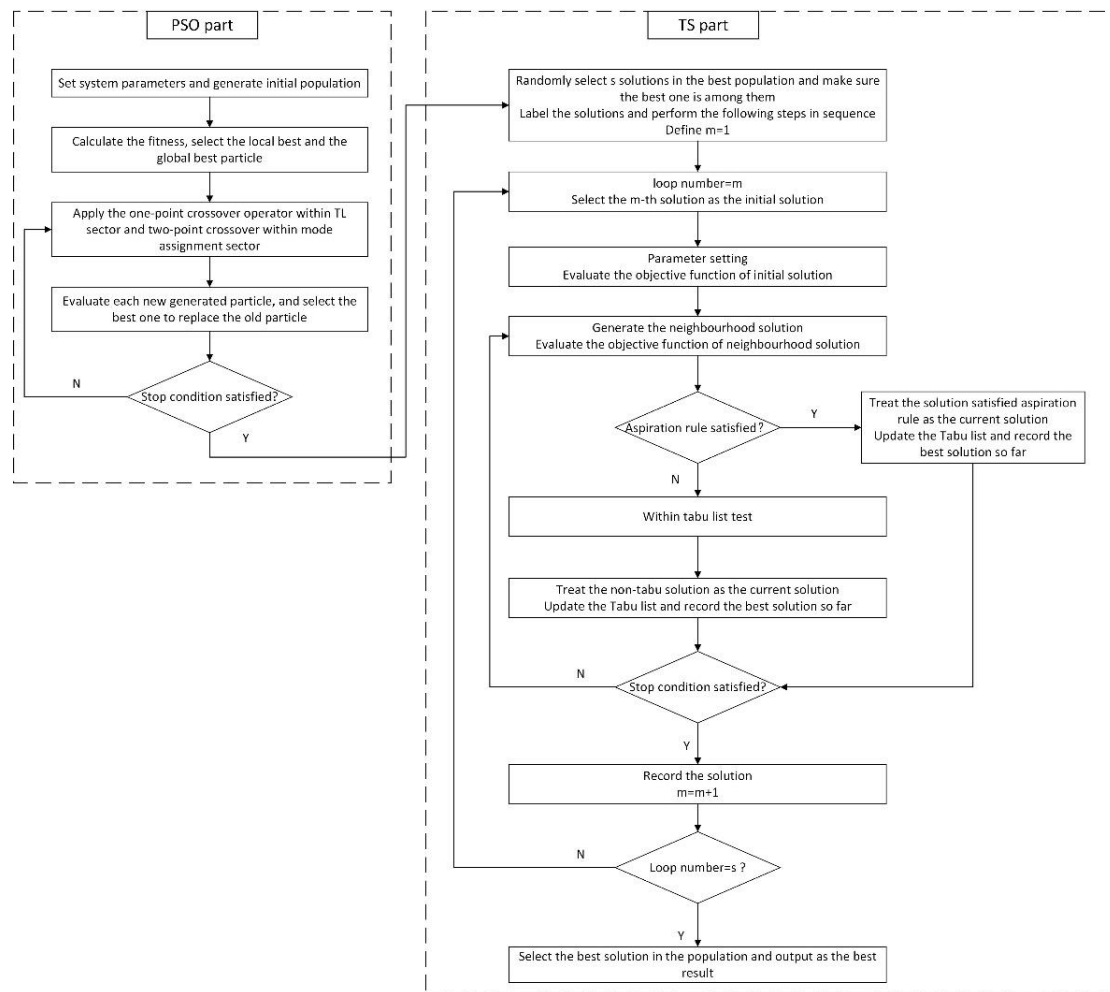 PSO part
Set system parameters and generate initial population
Calculate the fitness, select the local best and the
global best particle
Apply the one-point crossover operator within TL
sector and two-point crossover within mode
assignment sector
Evaluate each new generated particle, and select the
best one to replace the old particle
N
Stop condition satisfied?
Y
TS part
Randomly select s solutions in the best population and make sure
the best one is among them
Label the solutions and perform the following steps in sequence
Define m=1
loop number=m
Select the m-th solution as the initial solution
Parameter setting
Evaluate the objective function of initial solution
Generate the neighbourhood solution
Evaluate the objective function of neighbourhood solution
Aspiration rule satisfied?
Y
Treat the solution satisfied aspiration
rule as the current solution
Update the Tabu list and record the
best solution so far
N
Within tabu list test
Treat the non-tabu solution as the current solution
Update the Tabu list and record the best solution so far
N
Stop condition satisfied?
Y
Record the solution
m=m+1
N
Loop number=s ?
Y
Select the best solution in the population and output as the best
result